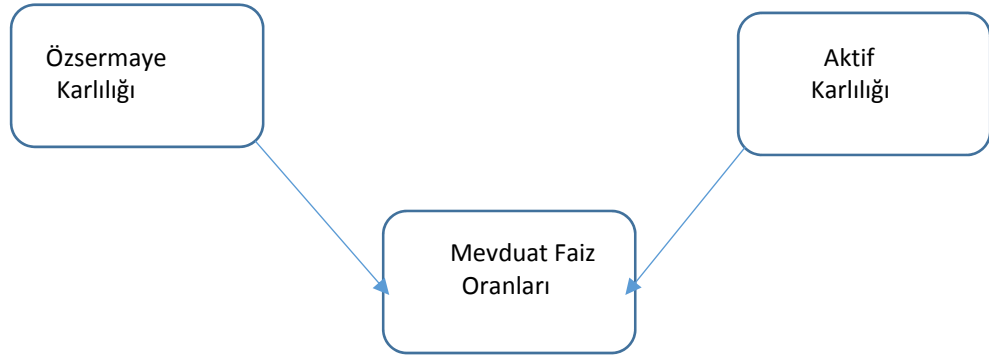 Özsermaye
Karlılığı
Aktif
Karlılığı
Mevduat Faiz
Oranları